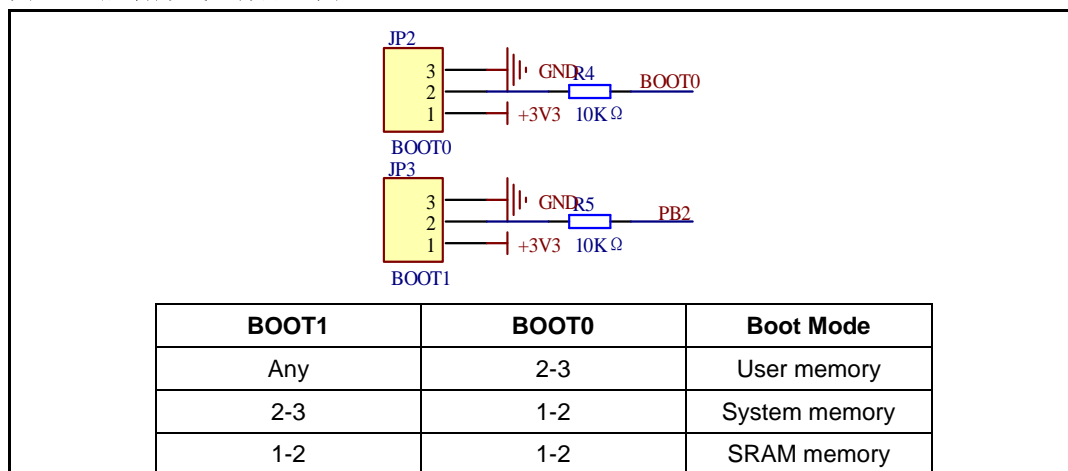 JP2
3 GND R4 BOOT0
2
1 +3V3 10KΩ
BOOT0
JP3
3 GND R5 PB2
2
1 +3V3 10KΩ
BOOT1
BOOT1 BOOT0 Boot Mode
Any 2-3 User memory
2-3 1-2 System memory
1-2 1-2 SRAM memory